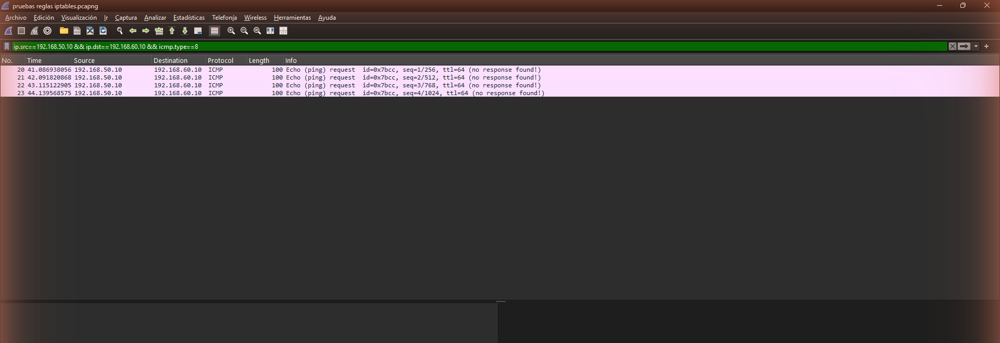 pruebas reglas iptables.pcapng
Archivo Edición Visualización Ir Captura Analizar Estadísticas Telefonía Wireless Herramientas Ayuda
ip.src==192.168.50.10 && ip.dst==192.168.60.10 && icmp.type==8
No. Time Source Destination Protocol Length Info
20 41.086938056 192.168.50.10 192.168.60.10 ICMP 100 Echo (ping) request id=0x7bcc, seq=1/256, ttl=64 (no response found!)
21 42.091820868 192.168.50.10 192.168.60.10 ICMP 100 Echo (ping) request id=0x7bcc, seq=2/512, ttl=64 (no response found!)
22 43.115122905 192.168.50.10 192.168.60.10 ICMP 100 Echo (ping) request id=0x7bcc, seq=3/768, ttl=64 (no response found!)
23 44.139568575 192.168.50.10 192.168.60.10 ICMP 100 Echo (ping) request id=0x7bcc, seq=4/1024, ttl=64 (no response found!)